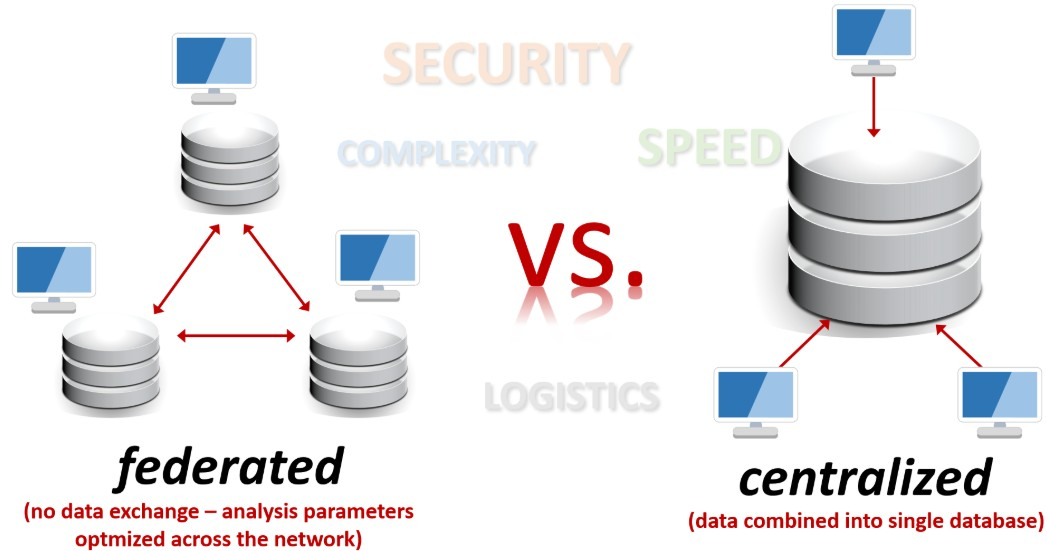 SECURITY
COMPLEXITY
SPEED
vs.
LOGISTICS
federated
(no data exchange – analysis parameters
optmized across the network)
centralized
(data combined into single database)